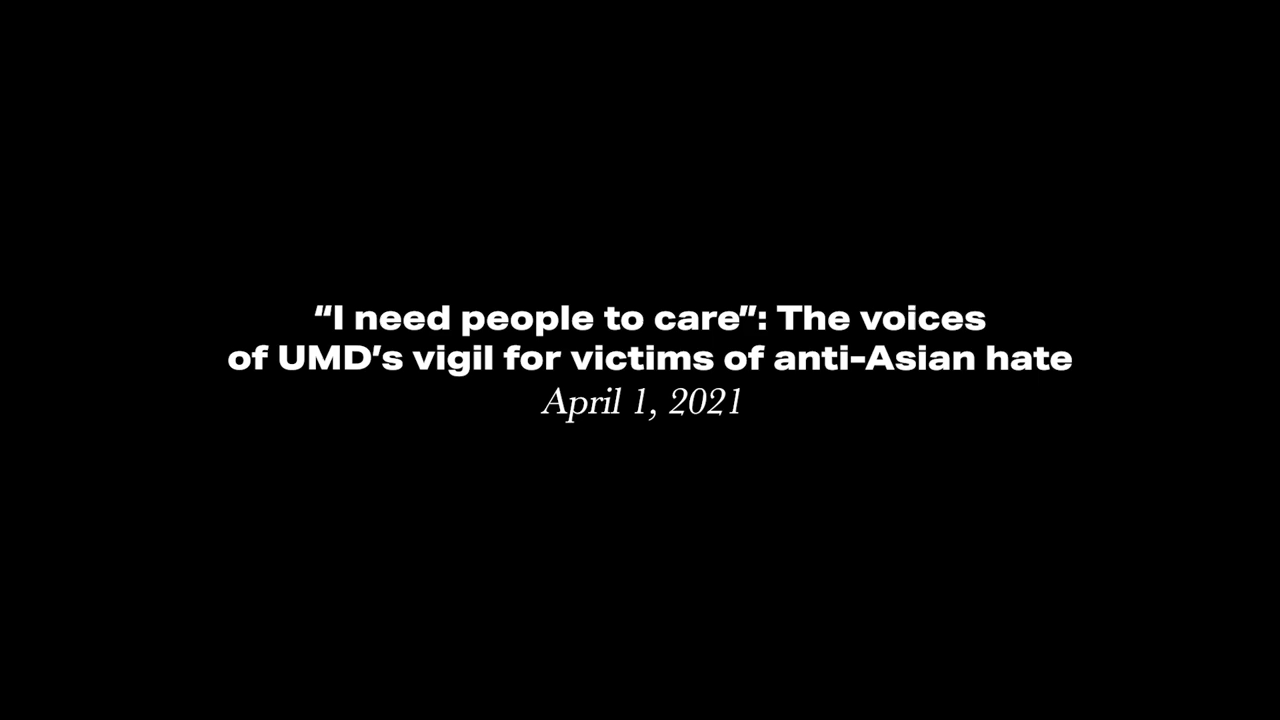 “I need people to care”: The voices
of UMD’s vigil for victims of anti-Asian hate
April 1, 2021